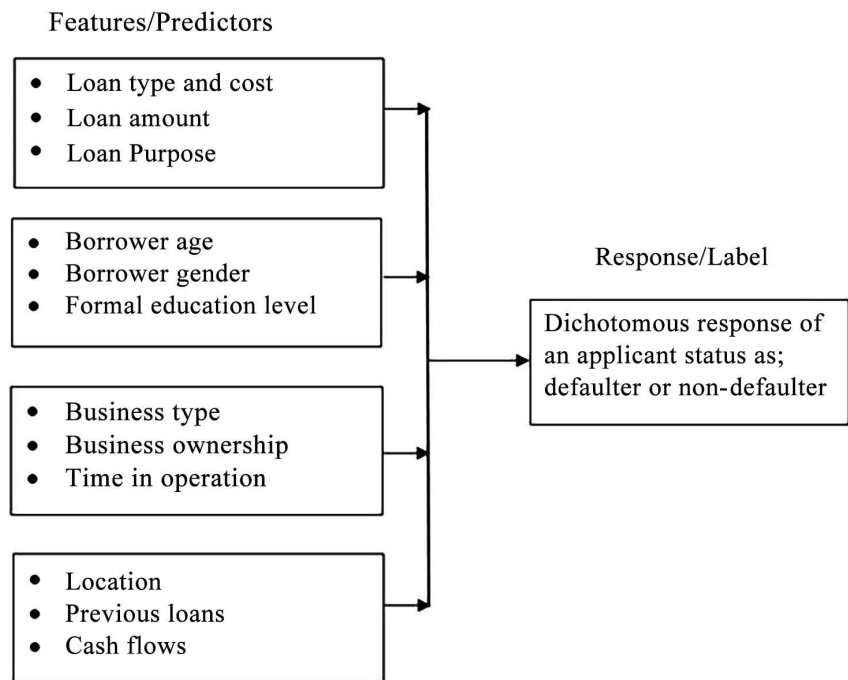 Features/Predictors
• Loan type and cost
• Loan amount
• Loan Purpose
• Borrower age
• Borrower gender
• Formal education level
• Business type
• Business ownership
• Time in operation
• Location
• Previous loans
• Cash flows
Response/Label
Dichotomous response of
an applicant status as;
defaulter or non-defaulter